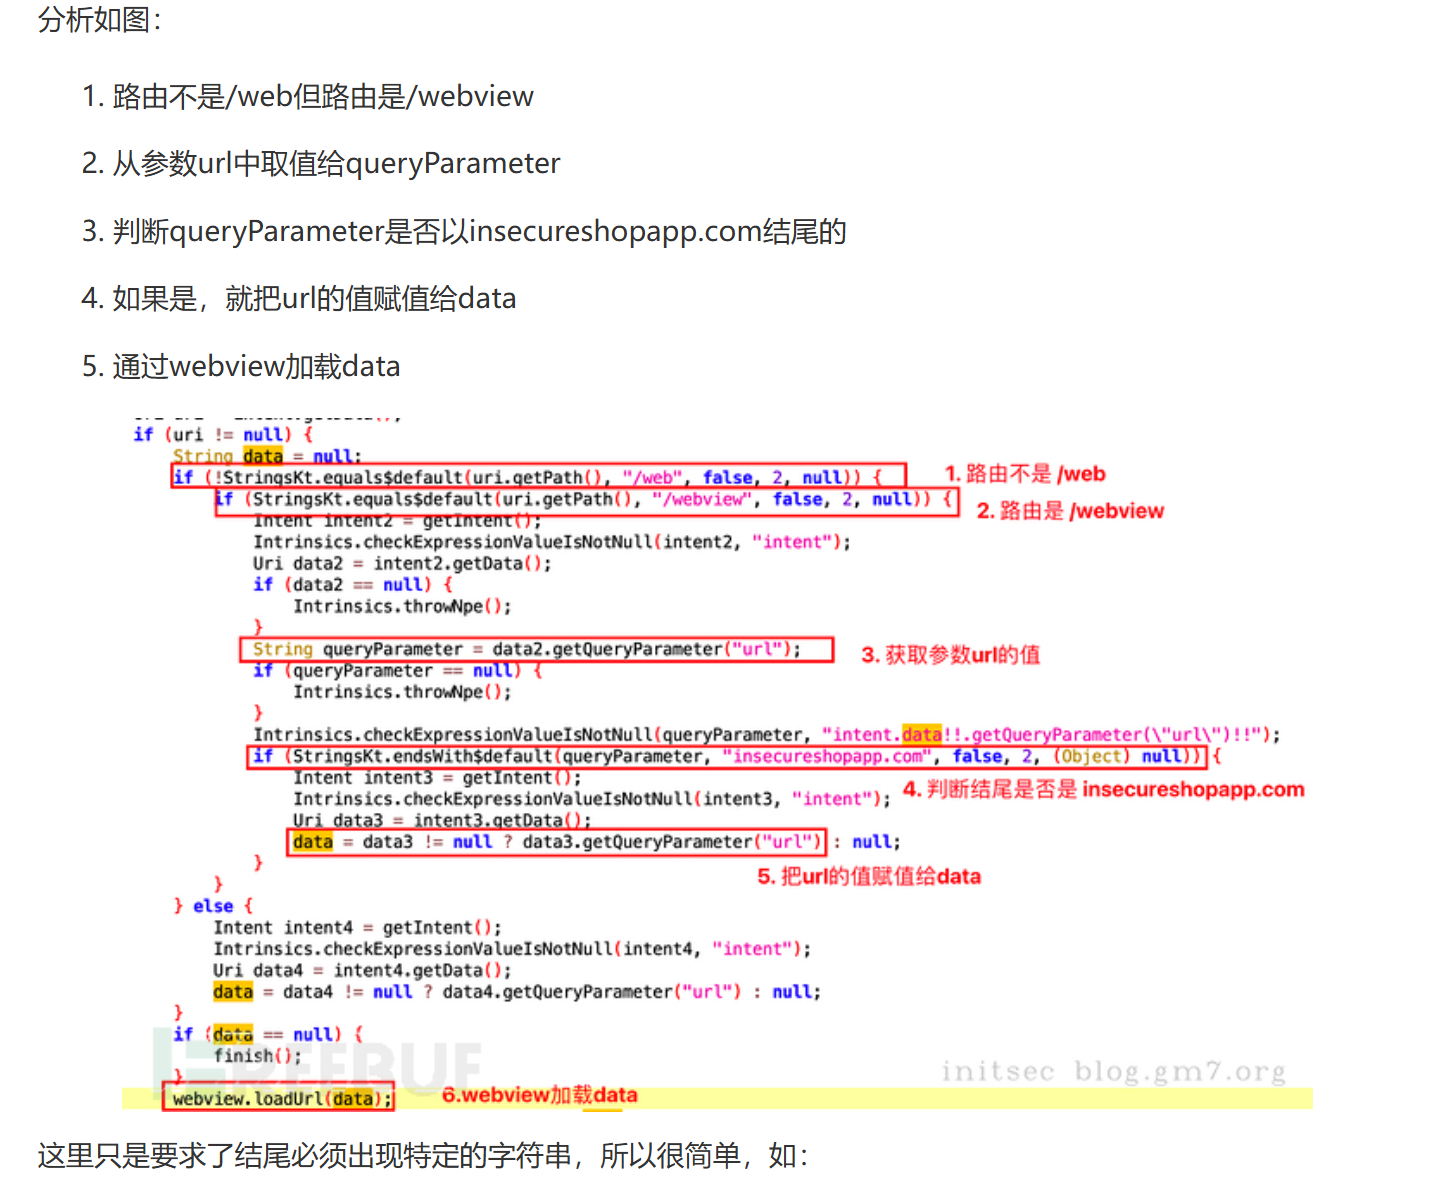 分析如图：
1. 路由不是/web但路由是/webview
2. 从参数url中取值给queryParameter
3. 判断queryParameter是否以insecureshopapp.com结尾的
4. 如果是，就把url的值赋值给data
5. 通过webview加载data
if (uri != null) {
String data = null;
if (!StringsKt.equals$default(uri.getPath(), "/web", false, 2, null)) { 1. 路由不是 /web
if (StringsKt.equals$default(uri.getPath(), "/webview", false, 2, null)) { 2. 路由是 /webview
Intent intent2 = getIntent();
Intrinsics.checkExpressionValueIsNotNull(intent2, "intent");
Uri data2 = intent2.getData();
if (data2 == null) {
Intrinsics.throwNpe();
}
String queryParameter = data2.getQueryParameter("url"); 3. 获取参数url的值
if (queryParameter == null) {
Intrinsics.throwNpe();
}
Intrinsics.checkExpressionValueIsNotNull(queryParameter, "intent.data!!.getQueryParameter(\"url\")!!");
if (StringsKt.endsWith$default(queryParameter, "insecureshopapp.com", false, 2, (Object) null)) {
Intent intent3 = getIntent();
Intrinsics.checkExpressionValueIsNotNull(intent3, "intent"); 4. 判断结尾是否是 insecureshopapp.com
Uri data3 = intent3.getData();
data = data3 != null ? data3.getQueryParameter("url") : null;
}
5. 把url的值赋值给data
}
} else {
Intent intent4 = getIntent();
Intrinsics.checkExpressionValueIsNotNull(intent4, "intent");
Uri data4 = intent4.getData();
data = data4 != null ? data4.getQueryParameter("url") : null;
}
if (data == null) {
finish();
}
FREEBUF
initsec blog.gm7.org
webview.loadUrl(data); 6.webview加载data
这里只是要求了结尾必须出现特定的字符串，所以很简单，如：